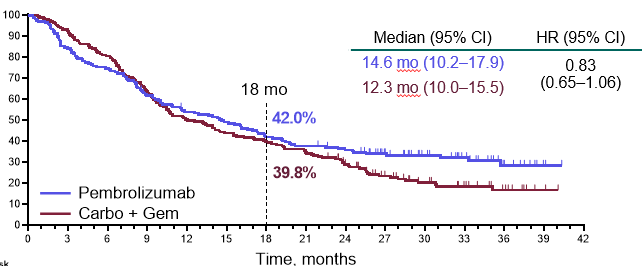 100
90
80
70
60
50
40
30
20
10
0
0 3 6 9 12 15 18 21 24 27 30 33 36 39 42
Time, months
18 mo
42.0%
39.8%
Pembrolizumab
Carbo + Gem
Median (95% CI) HR (95% CI)
14.6 mo (10.2–17.9) 0.83
12.3 mo (10.0–15.5) (0.65–1.06)
sk